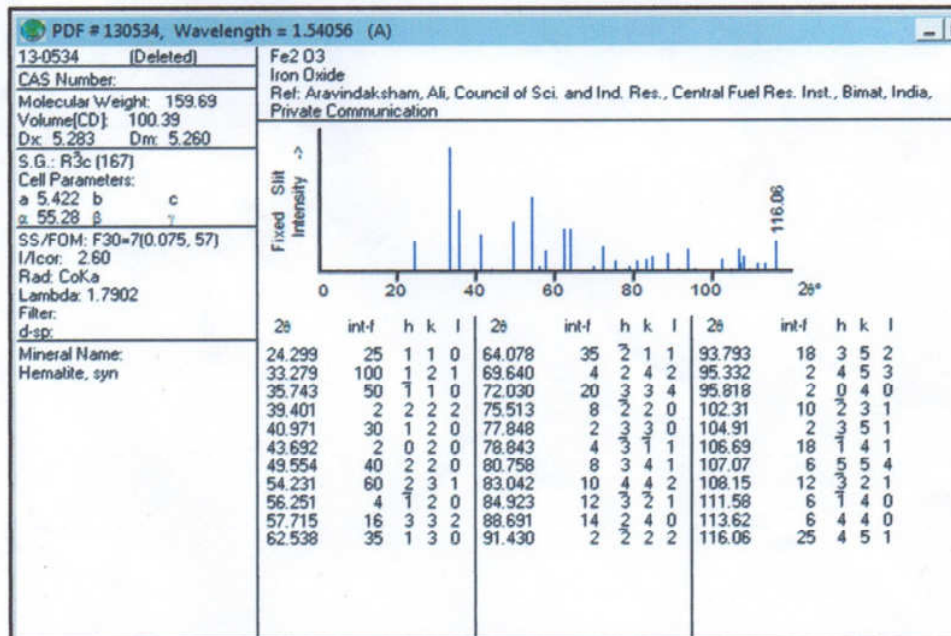 PDF # 130534, Wavelength = 1.54056 (A)
13-0534 (Deleted)
CAS Number:
Molecular Weight: 159.69
Volume[CD]: 100.39
Dx: 5.283 Dm: 5.260
S.G.: R3̅c (167)
Cell Parameters:
a 5.422 b c
α 55.28 β γ
SS/FOM: F30=7(0.075, 57)
I/Icor: 2.60
Rad: CoKa
Lambda: 1.7902
Filter:
d-sp:
Mineral Name:
Hematite, syn
Fe2 O3
Iron Oxide
Ref: Aravindaksham, Ali, Council of Sci. and Ind. Res., Central Fuel Res. Inst., Bimat, India,
Private Communication
Fixed Slit
Intensity ->
116.06
0 20 40 60 80 100 2θ°
2θ int-f h k l 2θ int-f h k l 2θ int-f h k l
24.299 25 1 1 0 64.078 35 2̅ 1 1 93.793 18 3 5 2
33.279 100 1 2 1 69.640 4 2 4 2 95.332 2 4 5 3
35.743 50 1̅ 1 0 72.030 20 3 3 4 95.818 2 0 4 0
39.401 2 2 2 2 75.513 8 2̅ 2 0 102.31 10 2̅ 3 1
40.971 30 1 2 0 77.848 2 3 3 0 104.91 2 3 5 1
43.692 2 0 2 0 78.843 4 3̅ 1 1 106.69 18 1̅ 4 1
49.554 40 2 2 0 80.758 8 3 4 1 107.07 6 5 5 4
54.231 60 2 3 1 83.042 10 4 4 2 108.15 12 3̅ 2 1
56.251 4 1̅ 2 0 84.923 12 3̅ 2 1 111.58 6 1̅ 4 0
57.715 16 3 3 2 88.691 14 2 4 0 113.62 6 4 4 0
62.538 35 1 3 0 91.430 2 2̅ 2 2 116.06 25 4 5 1